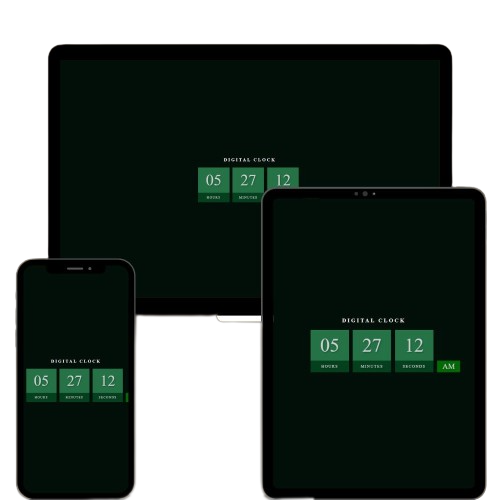 DIGITAL CLOCK
05 27 12
HOURS MINUTES
DIGITAL CLOCK
05 27 12
HOURS MINUTES SECONDS AM
DIGITAL CLOCK
05 27 12
HOURS MINUTES SECONDS